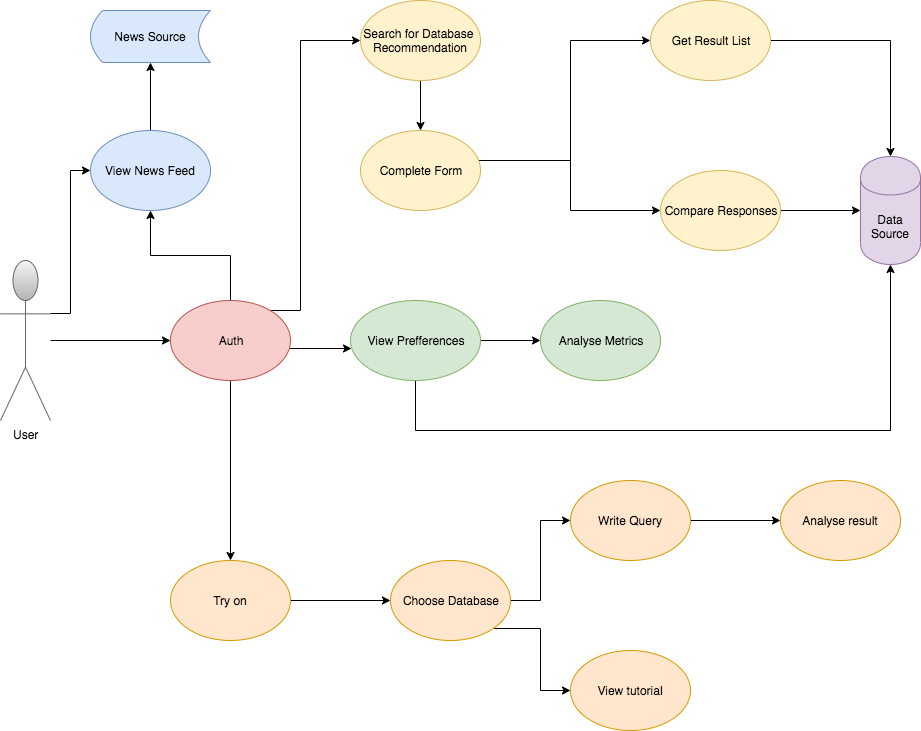 News Source
Search for Database
Recommendation
Get Result List
View News Feed
Complete Form
Compare Responses
Data
Source
User
Auth
View Prefferences
Analyse Metrics
Write Query
Analyse result
Try on
Choose Database
View tutorial